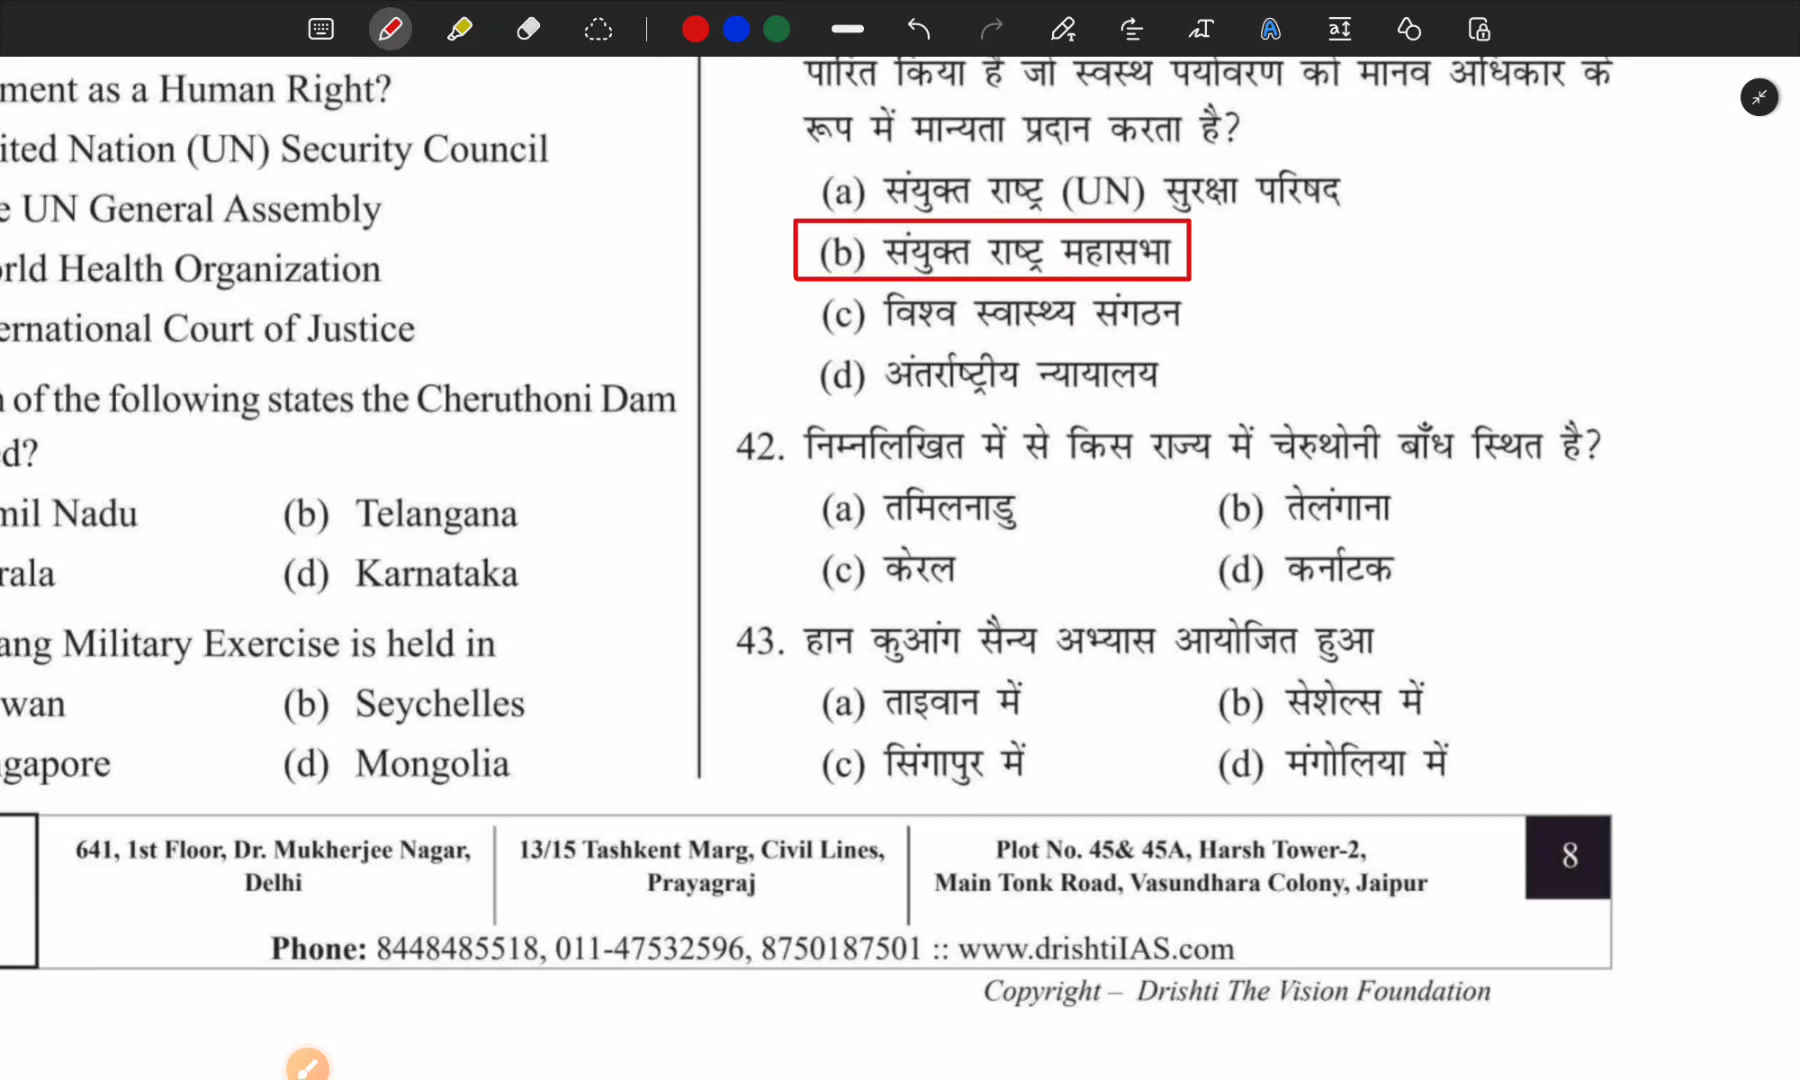 ment as a Human Right?
ited Nation (UN) Security Council
e UN General Assembly
rld Health Organization
ernational Court of Justice
of the following states the Cheruthoni Dam
d?
mil Nadu (b) Telangana
rala (d) Karnataka
ang Military Exercise is held in
wan (b) Seychelles
gapore (d) Mongolia
पारित किया है जो स्वस्थ पर्यावरण को मानव अधिकार के
रूप में मान्यता प्रदान करता है?
(a) संयुक्त राष्ट्र (UN) सुरक्षा परिषद
(b) संयुक्त राष्ट्र महासभा
(c) विश्व स्वास्थ्य संगठन
(d) अंतर्राष्ट्रीय न्यायालय
42. निम्नलिखित में से किस राज्य में चेरुथोनी बाँध स्थित है?
(a) तमिलनाडु (b) तेलंगाना
(c) केरल (d) कर्नाटक
43. हान कुआंग सैन्य अभ्यास आयोजित हुआ
(a) ताइवान में (b) सेशेल्स में
(c) सिंगापुर में (d) मंगोलिया में
641, 1st Floor, Dr. Mukherjee Nagar,
Delhi
13/15 Tashkent Marg, Civil Lines,
Prayagraj
Plot No. 45& 45A, Harsh Tower-2,
Main Tonk Road, Vasundhara Colony, Jaipur
8
Phone: 8448485518, 011-47532596, 8750187501 :: www.drishtiIAS.com
Copyright – Drishti The Vision Foundation